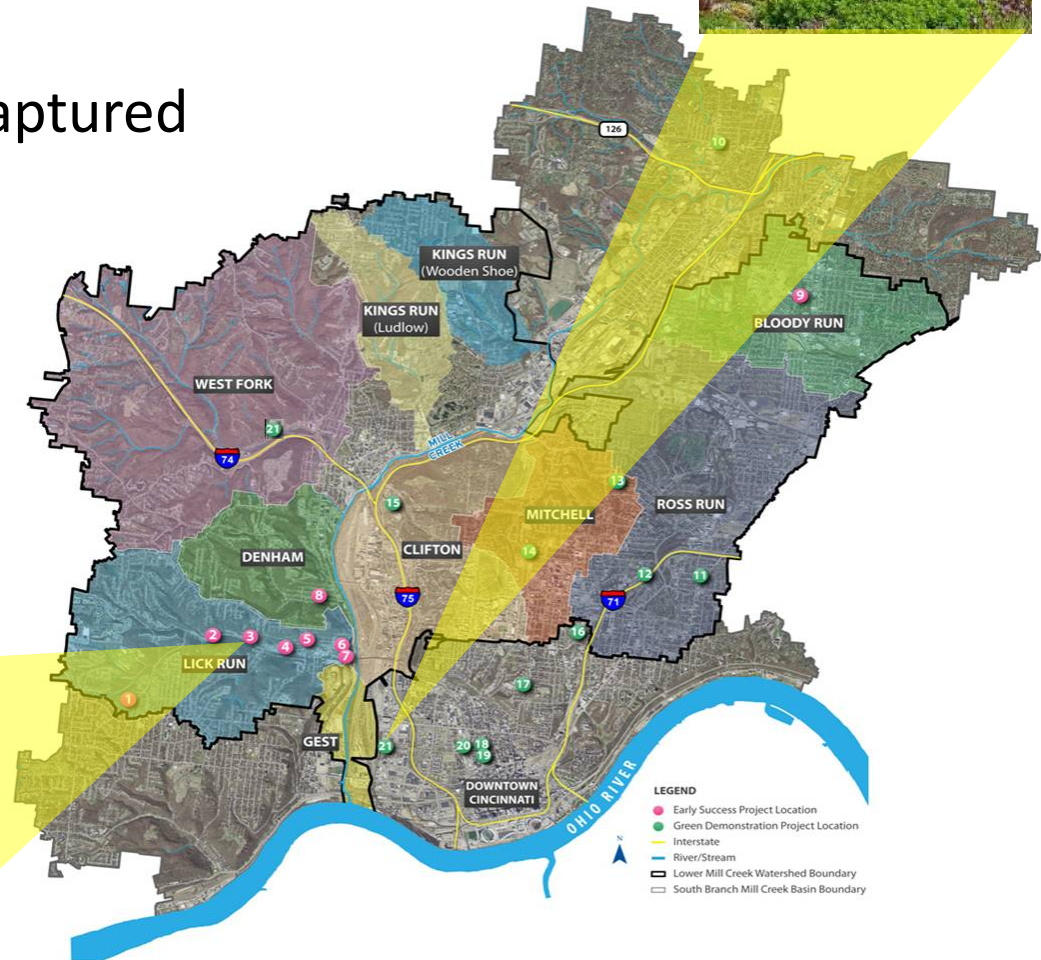 aptured
126
10
KINGS RUN
(Wooden Shoe)
KINGS RUN
(Ludlow)
9
BLOODY RUN
WEST FORK
21
74
MILL
CREEK
13
15
MITCHELL
ROSS RUN
14
CLIFTON
DENHAM
12
11
8
75
71
2
3
4
5
6
7
16
LICK RUN
1
17
GEST
21
20
18
19
DOWNTOWN
CINCINNATI
OHIO RIVER
LEGEND
Early Success Project Location
Green Demonstration Project Location
N
Interstate
River/Stream
Lower Mill Creek Watershed Boundary
South Branch Mill Creek Basin Boundary